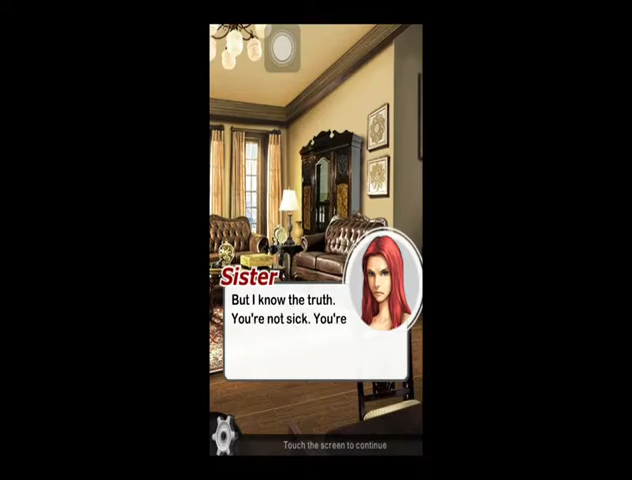 Sister
But I know the truth.
You're not sick. You're
Touch the screen to continue